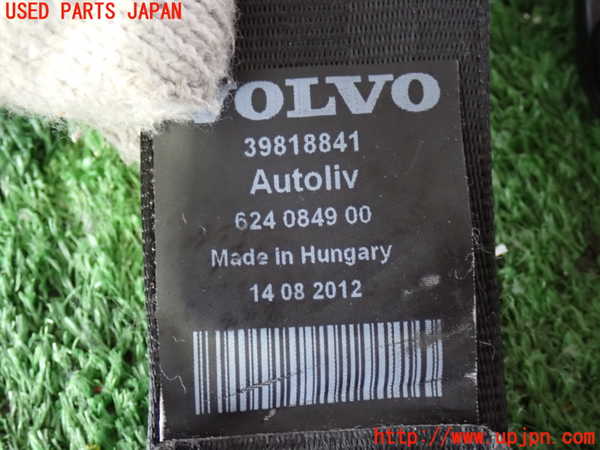 USED PARTS JAPAN
VOLVO
39818841
Autoliv
624 0849 00
Made in Hungary
14 08 2012
http://www.upjpn.com